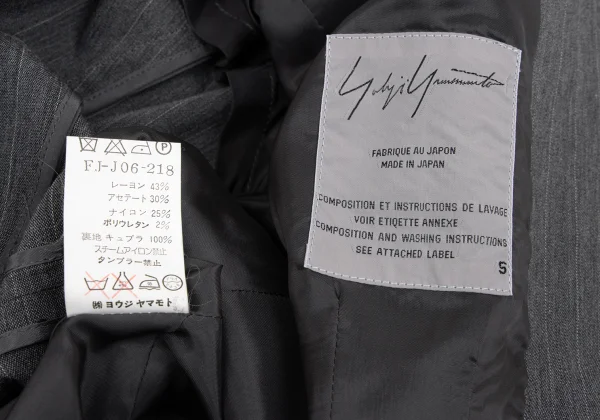 FJ-J06-218
レーヨン 43%
アセテート 30%
ナイロン 25%
ポリウレタン 2%
裏地 キュプラ 100%
スチームアイロン禁止
タンブラー禁止
㈱ ヨウジ ヤマモト
Yohji Yamamoto
FABRIQUE AU JAPON
MADE IN JAPAN
COMPOSITION ET INSTRUCTIONS DE LAVAGE
VOIR ETIQETTE ANNEXE
COMPOSITION AND WASHING INSTRUCTIONS
SEE ATTACHED LABEL
S